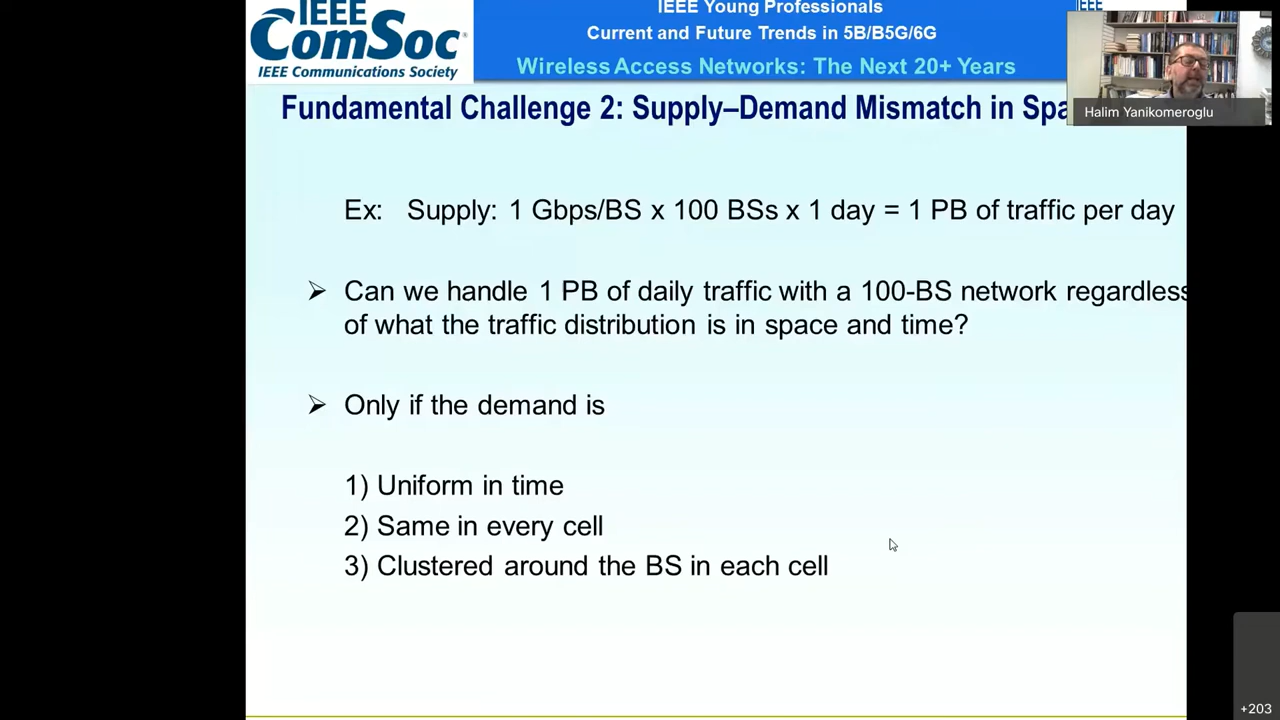 IEEE
ComSoc®
IEEE Communications Society
IEEE Young Professionals
Current and Future Trends in 5B/B5G/6G
Wireless Access Networks: The Next 20+ Years
IEEE
Halim Yanikomeroglu
Fundamental Challenge 2: Supply–Demand Mismatch in Spa
Ex: Supply: 1 Gbps/BS x 100 BSs x 1 day = 1 PB of traffic per day
➢ Can we handle 1 PB of daily traffic with a 100-BS network regardless
of what the traffic distribution is in space and time?
➢ Only if the demand is
1) Uniform in time
2) Same in every cell
3) Clustered around the BS in each cell
+203